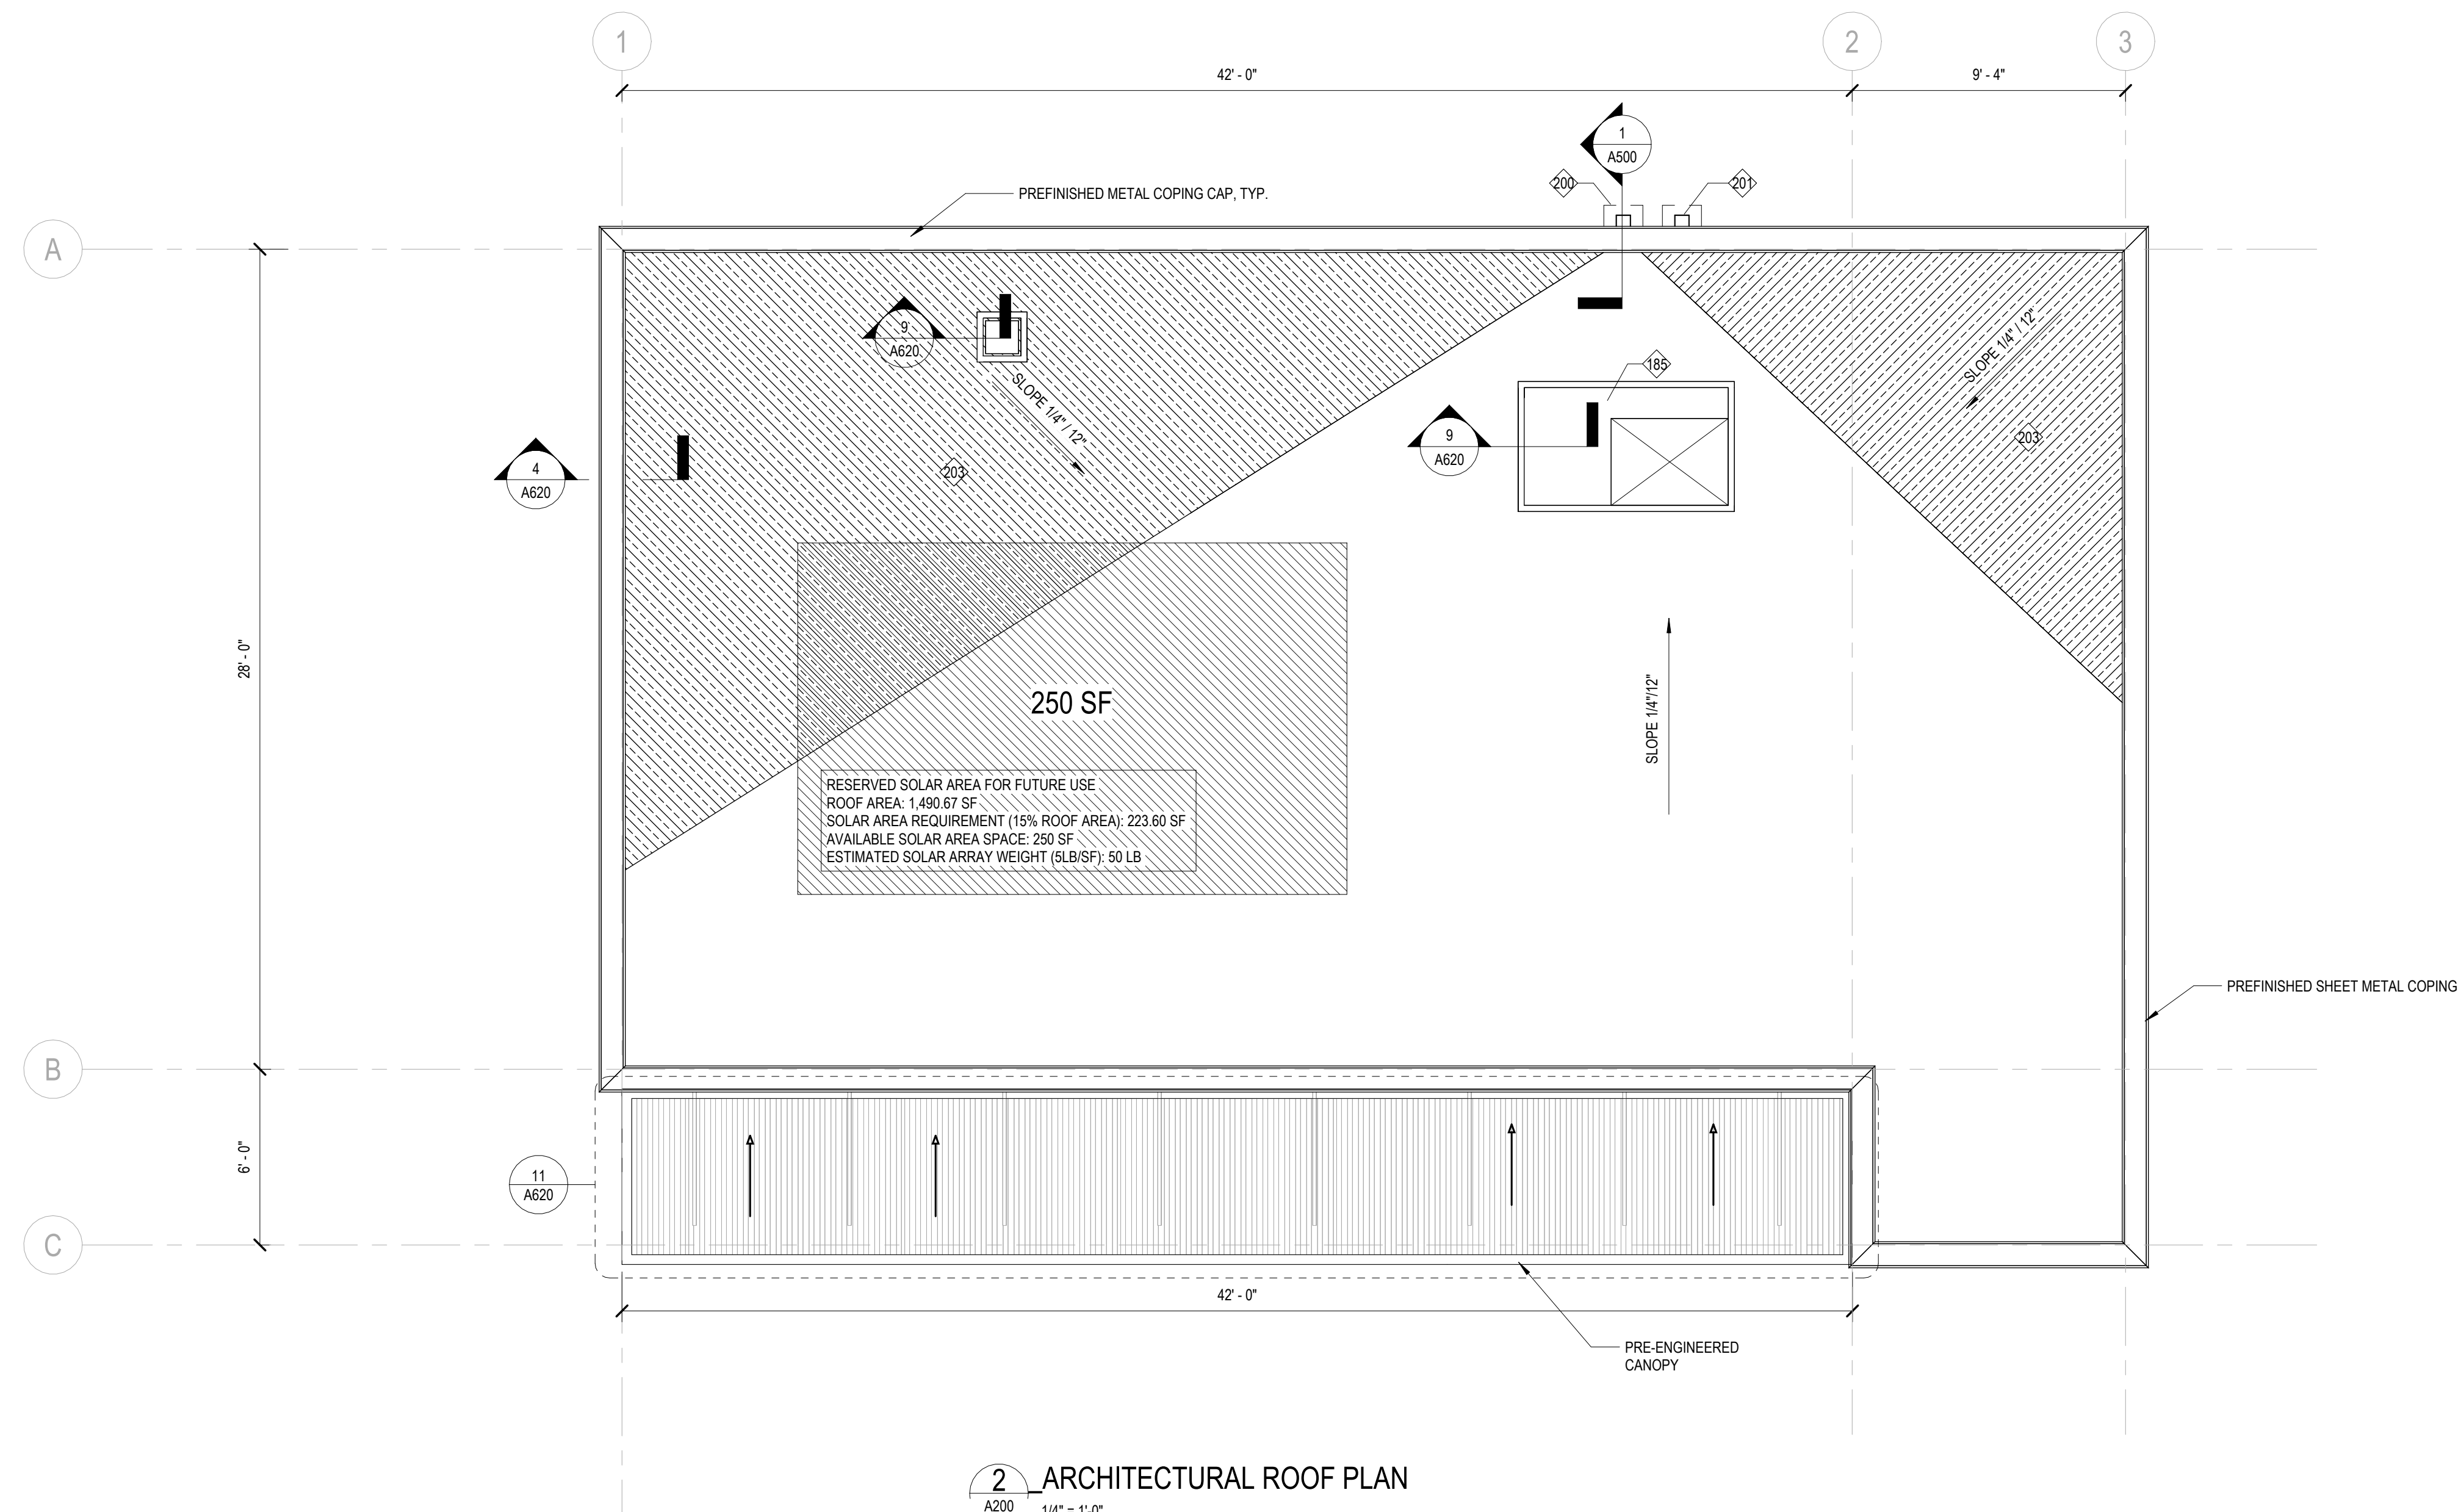 1
2
3
42' - 0"
9' - 4"
1
A500
200
201
PREFINISHED METAL COPING CAP, TYP.
A
9
A620
SLOPE 1/4" / 12"
SLOPE 1/4" / 12"
185
203
203
9
A620
4
A620
28' - 0"
250 SF
SLOPE 1/4"/12"
RESERVED SOLAR AREA FOR FUTURE USE
ROOF AREA: 1,490.67 SF
SOLAR AREA REQUIREMENT (15% ROOF AREA): 223.60 SF
AVAILABLE SOLAR AREA SPACE: 250 SF
ESTIMATED SOLAR ARRAY WEIGHT (5LB/SF): 50 LB
PREFINISHED SHEET METAL COPING
B
6' - 0"
11
A620
C
42' - 0"
PRE-ENGINEERED
CANOPY
2
A200
ARCHITECTURAL ROOF PLAN
1/4" = 1'-0"